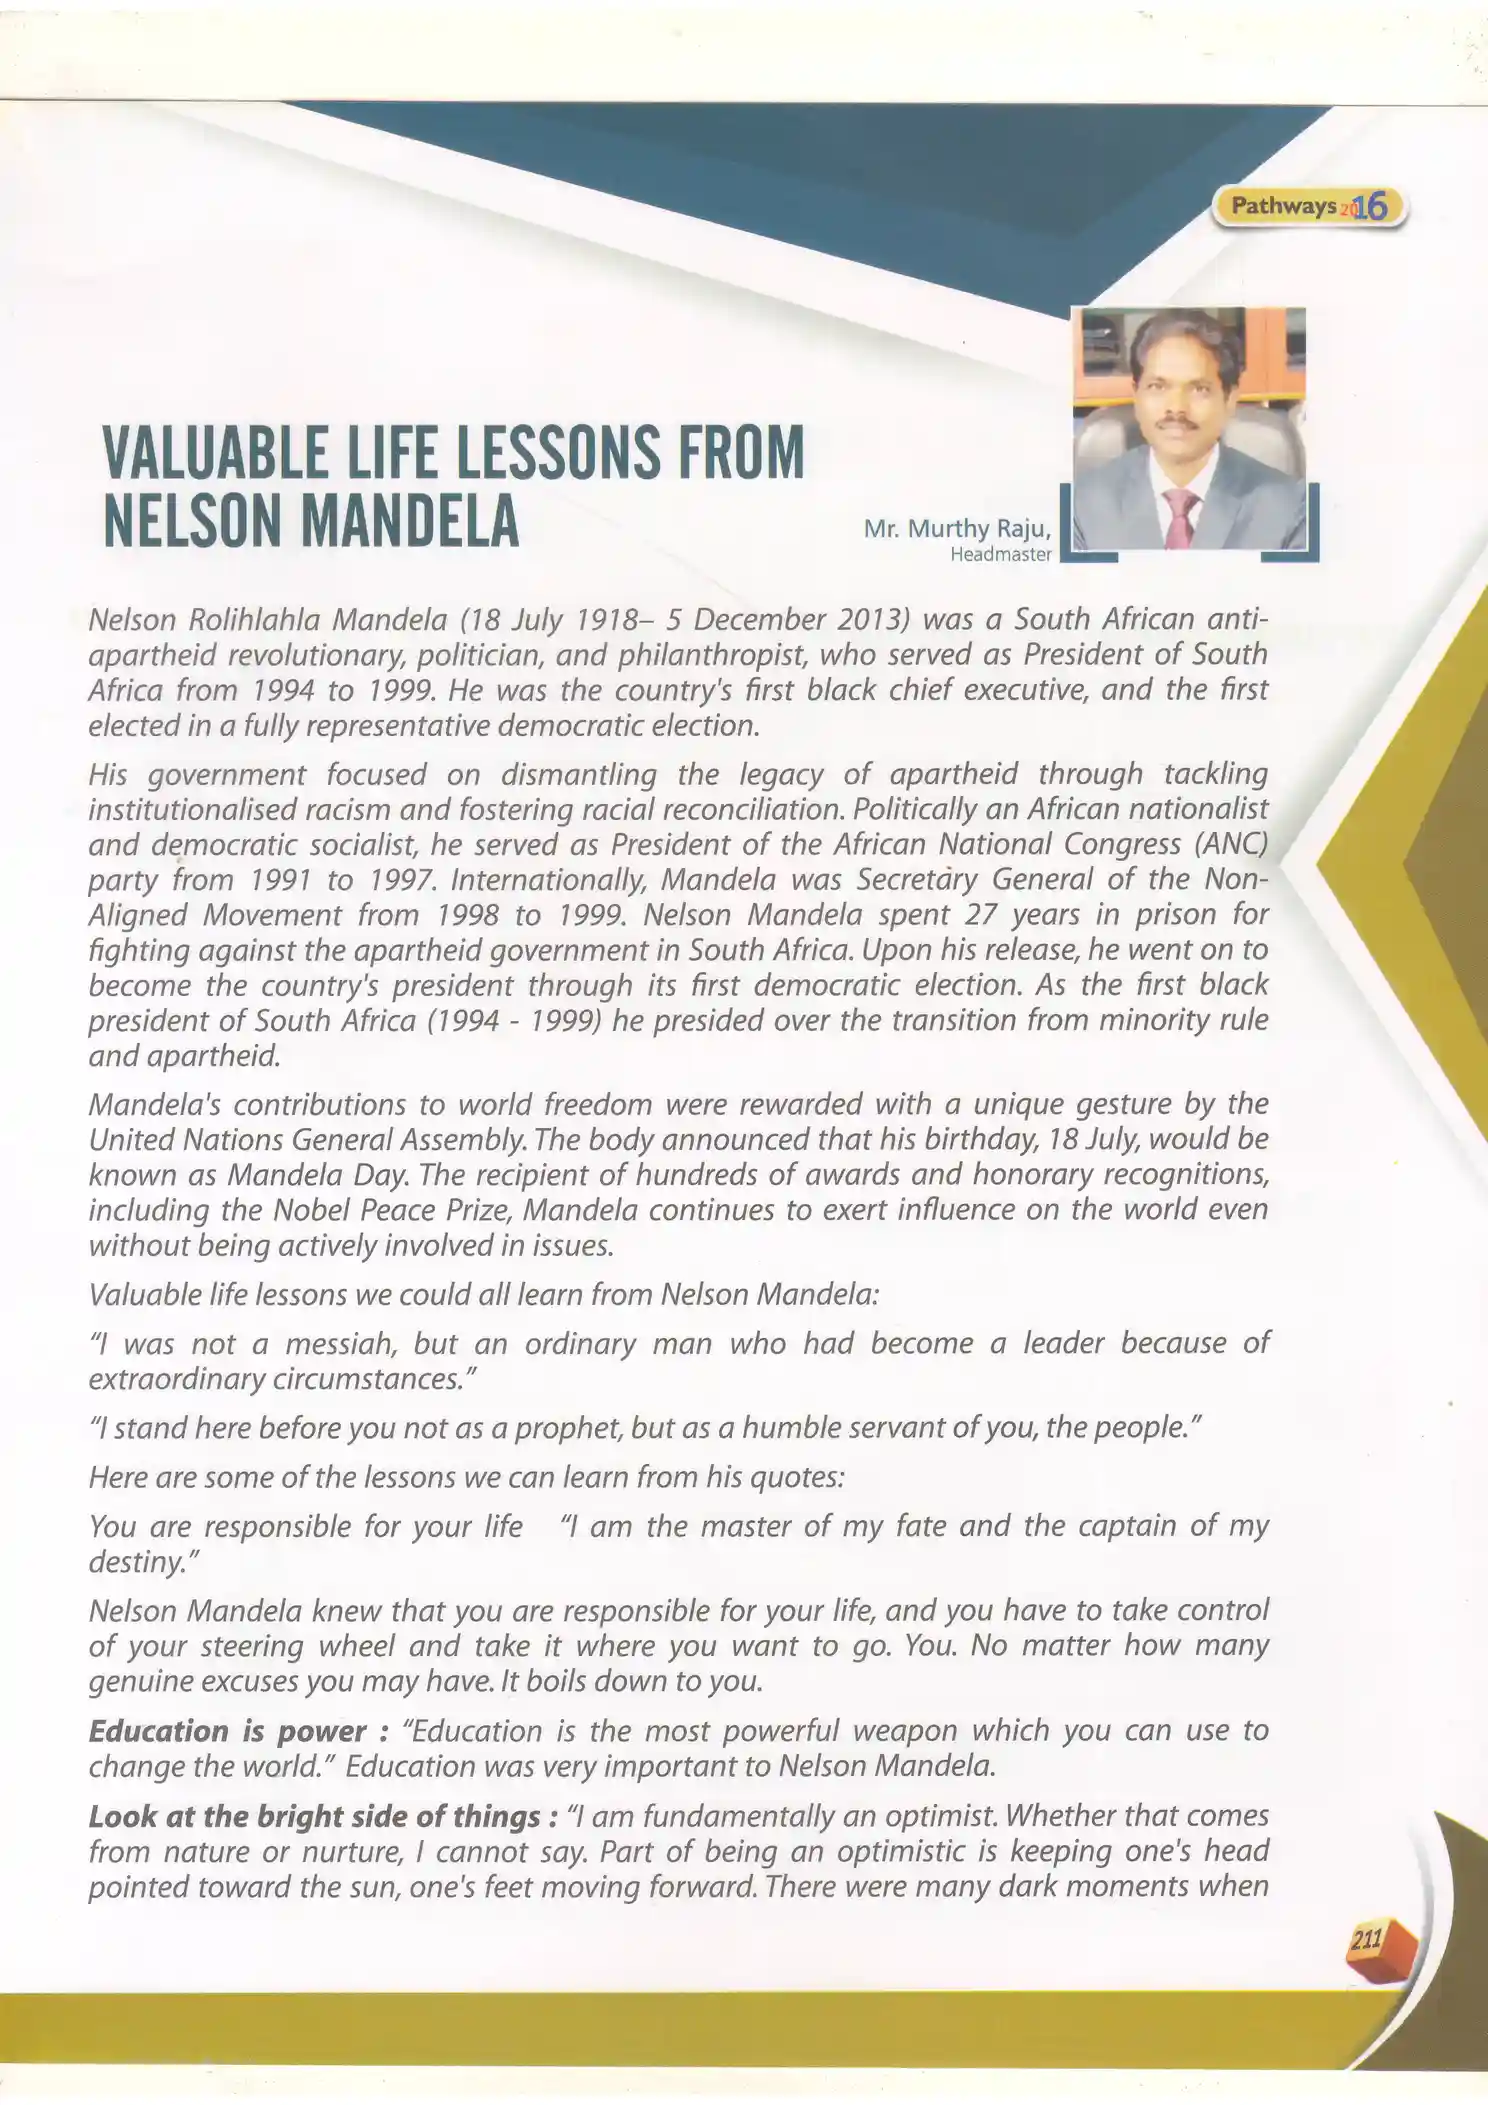 Pathways 2016
VALUABLE LIFE LESSONS FROM
NELSON MANDELA
Mr. Murthy Raju,
Headmaster
Nelson Rolihlahla Mandela (18 July 1918– 5 December 2013) was a South African anti-
apartheid revolutionary, politician, and philanthropist, who served as President of South
Africa from 1994 to 1999. He was the country's first black chief executive, and the first
elected in a fully representative democratic election.
His government focused on dismantling the legacy of apartheid through tackling
institutionalised racism and fostering racial reconciliation. Politically an African nationalist
and democratic socialist, he served as President of the African National Congress (ANC)
party from 1991 to 1997. Internationally, Mandela was Secretary General of the Non-
Aligned Movement from 1998 to 1999. Nelson Mandela spent 27 years in prison for
fighting against the apartheid government in South Africa. Upon his release, he went on to
become the country's president through its first democratic election. As the first black
president of South Africa (1994 - 1999) he presided over the transition from minority rule
and apartheid.
Mandela's contributions to world freedom were rewarded with a unique gesture by the
United Nations General Assembly. The body announced that his birthday, 18 July, would be
known as Mandela Day. The recipient of hundreds of awards and honorary recognitions,
including the Nobel Peace Prize, Mandela continues to exert influence on the world even
without being actively involved in issues.
Valuable life lessons we could all learn from Nelson Mandela:
“I was not a messiah, but an ordinary man who had become a leader because of
extraordinary circumstances.”
“I stand here before you not as a prophet, but as a humble servant of you, the people.”
Here are some of the lessons we can learn from his quotes:
You are responsible for your life “I am the master of my fate and the captain of my
destiny.”
Nelson Mandela knew that you are responsible for your life, and you have to take control
of your steering wheel and take it where you want to go. You. No matter how many
genuine excuses you may have. It boils down to you.
Education is power : “Education is the most powerful weapon which you can use to
change the world.” Education was very important to Nelson Mandela.
Look at the bright side of things : “I am fundamentally an optimist. Whether that comes
from nature or nurture, I cannot say. Part of being an optimistic is keeping one's head
pointed toward the sun, one's feet moving forward. There were many dark moments when
211